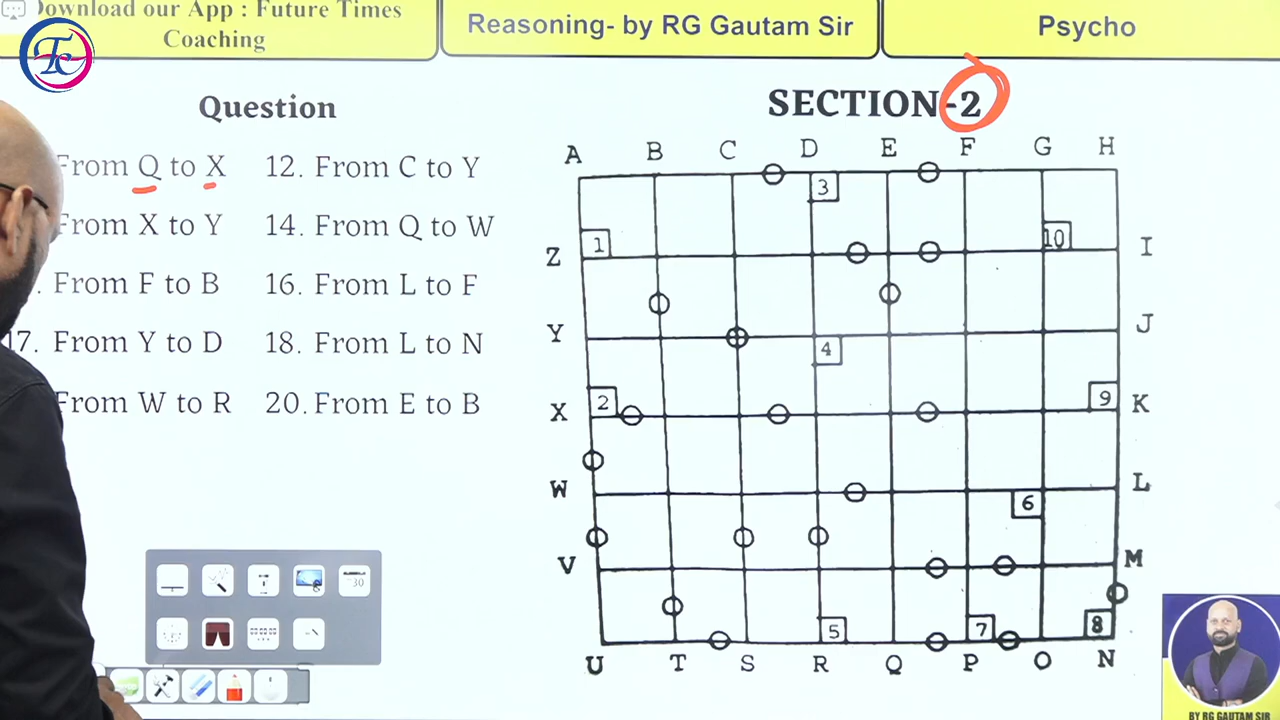 Download our App : Future Times
Coaching
Reasoning- by RG Gautam Sir
Psycho
Tc
Question
SECTION-2
From Q to X
12. From C to Y
From X to Y
14. From Q to W
From F to B
16. From L to F
17. From Y to D
18. From L to N
From W to R
20. From E to B
A B C D E F G H
3
1
10
Z
I
Y
J
4
2
9
X
K
W
L
6
V
M
5
7
8
U T S R Q P O N
30
BY RG GAUTAM SIR